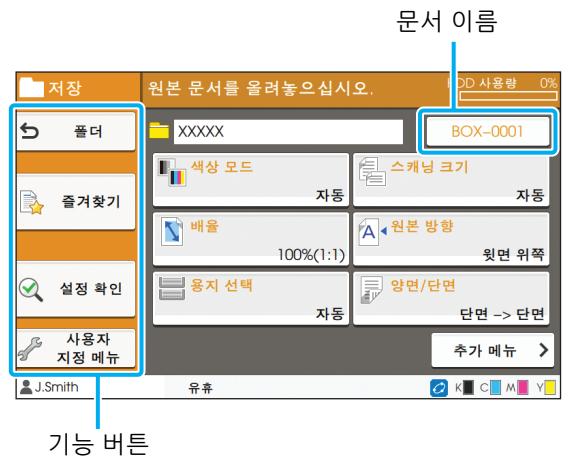 문서 이름
저장
원본 문서를 올려놓으십시오.
HDD 사용량 0%
폴더
XXXXX
BOX-0001
즐겨찾기
색상 모드
자동
스캐닝 크기
자동
배율
100%(1:1)
원본 방향
윗면 위쪽
설정 확인
용지 선택
자동
양면/단면
단면 -> 단면
사용자
지정 메뉴
추가 메뉴
J.Smith
유휴
K C M Y
기능 버튼